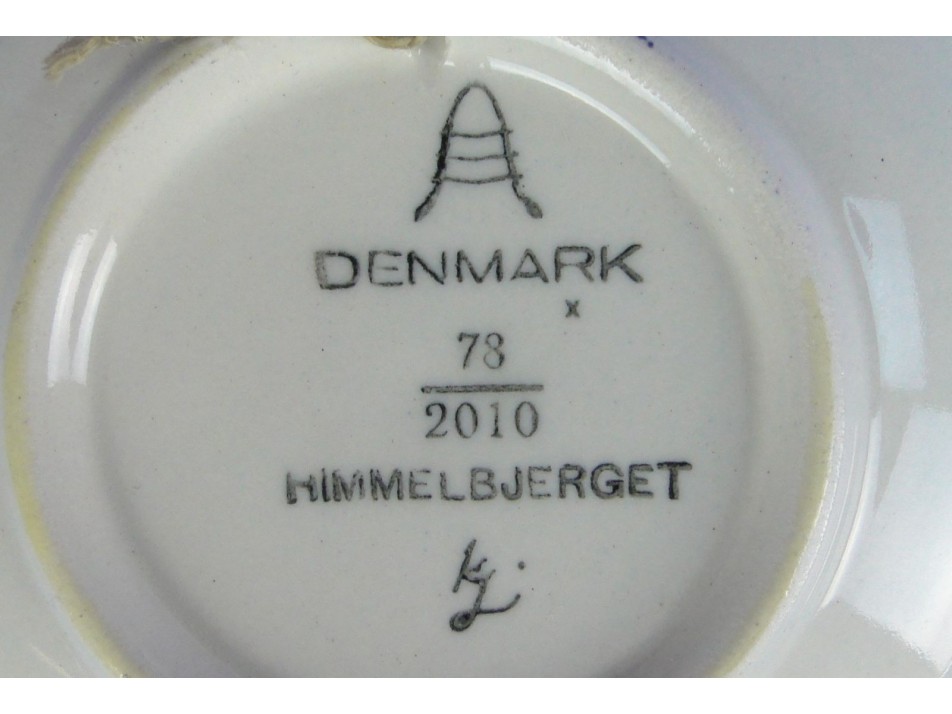 DENMARK
x
78
2010
HIMMELBJERGET